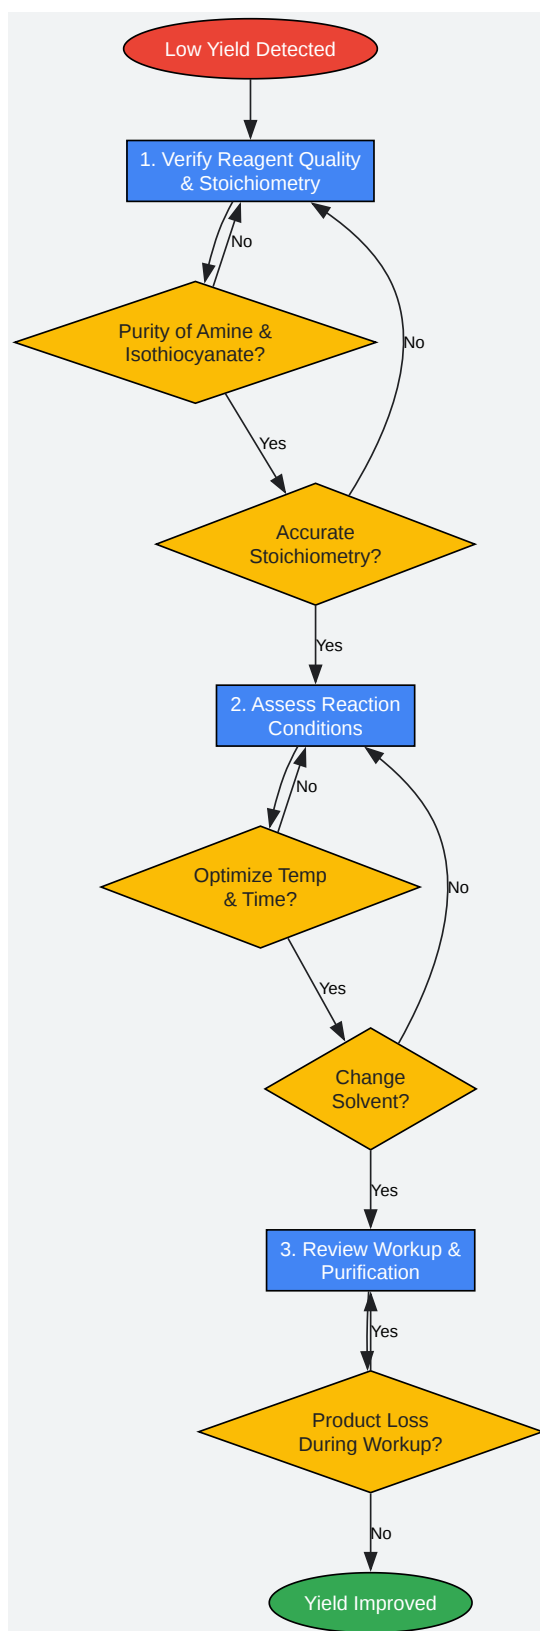 Low Yield Detected
1. Verify Reagent Quality
& Stoichiometry
No
Purity of Amine &
Isothiocyanate?
No
Yes
Accurate
Stoichiometry?
Yes
2. Assess Reaction
Conditions
No
Optimize Temp
& Time?
No
Yes
Change
Solvent?
Yes
3. Review Workup &
Purification
Yes
Product Loss
During Workup?
No
Yield Improved